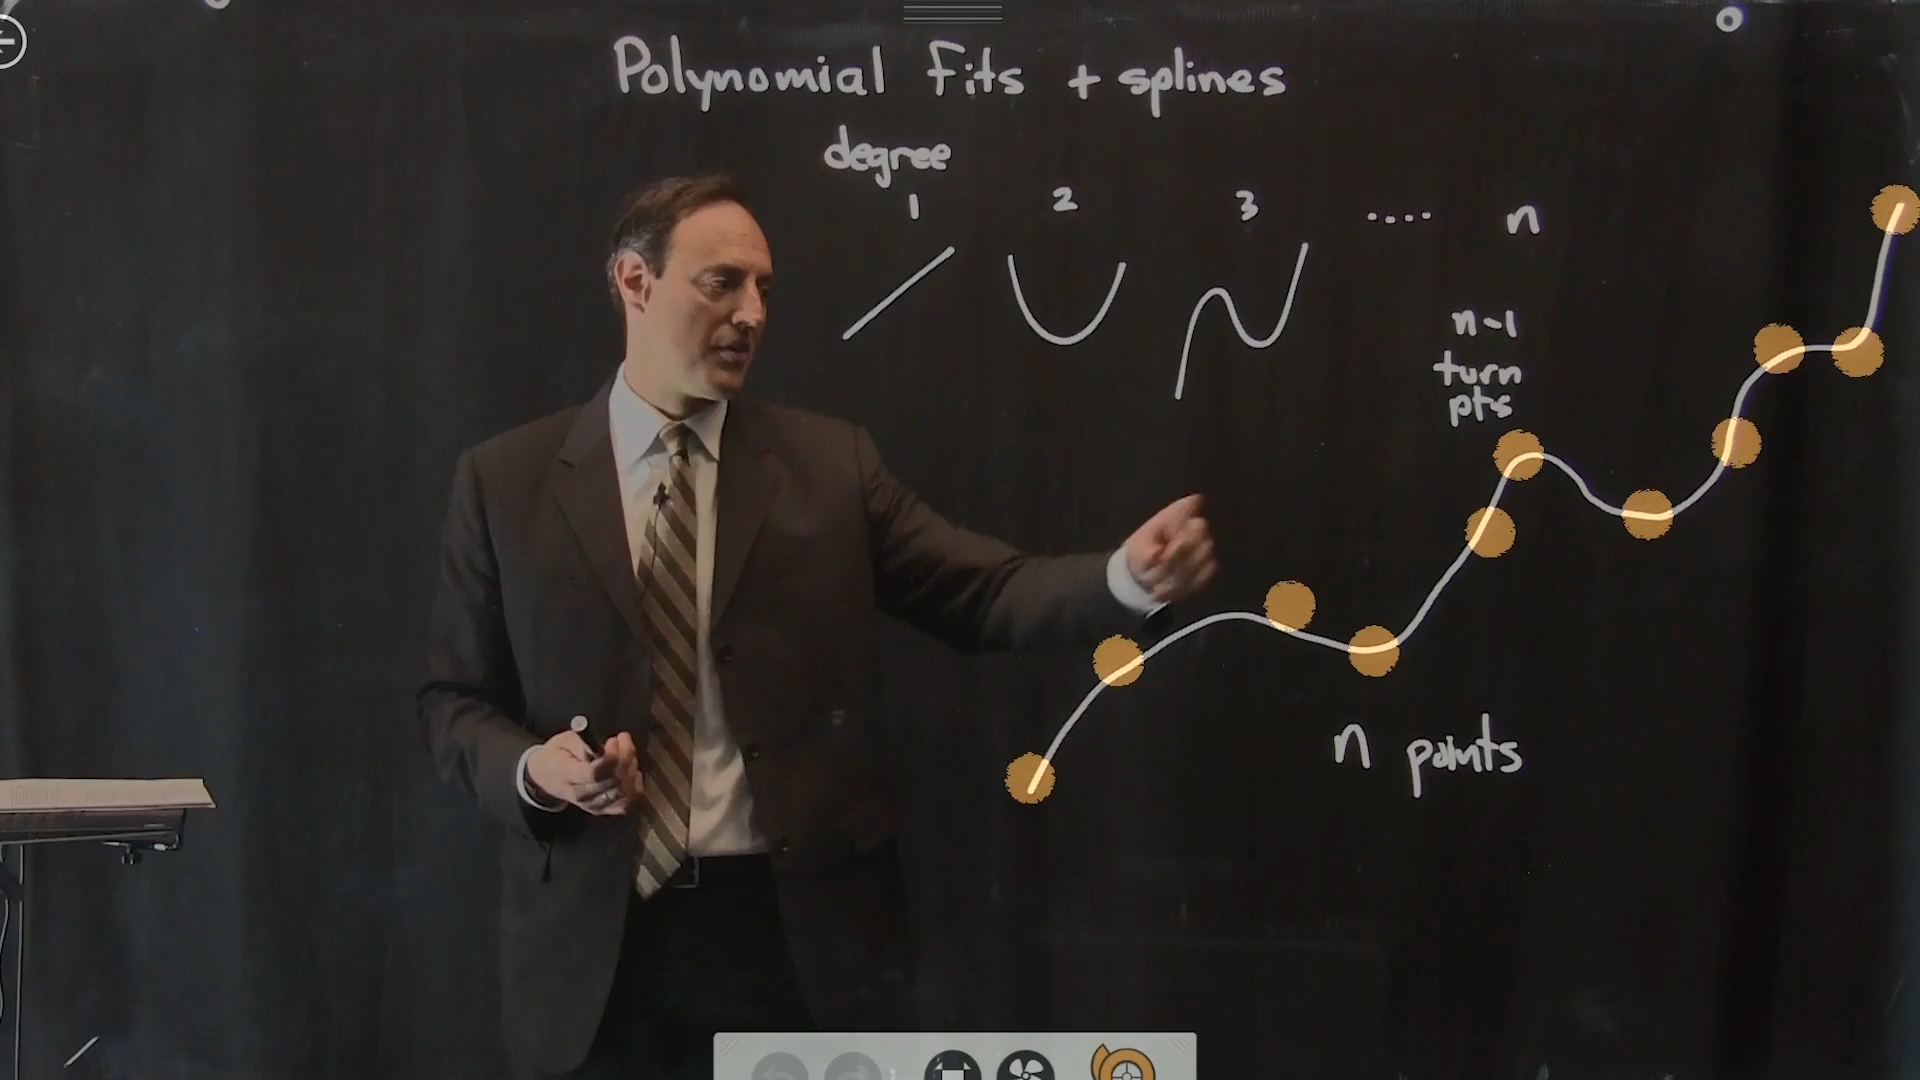 Polynomial Fits + splines
degree
1 2 3 .... n
n-1
turn
pts
n points